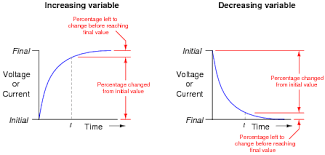 Increasing variable
Percentage left to
change before reaching
final value
Final
Voltage
or
Current
Percentage changed
from initial value
Initial
t
Time
Decreasing variable
Initial
Voltage
or
Current
Percentage changed
from initial value
Final
t
Time
Percentage left to
change before reaching
final value